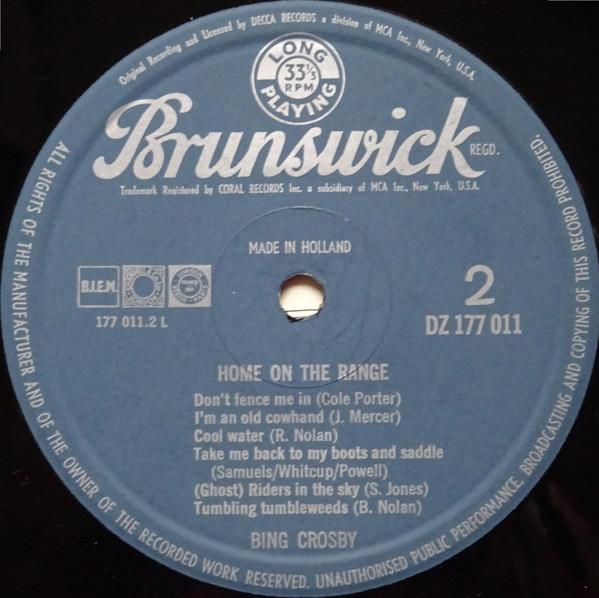 Original Recording and Licensed by DECCA RECORDS a division of MCA Inc., New York, U.S.A.
LONG
33⅓
RPM
PLAYING
Brunswick REGD.
Trademark Registered by CORAL RECORDS Inc. a subsidiary of MCA Inc., New York, U.S.A.
MADE IN HOLLAND
B.I.E.M.
177 011.2 L
2
DZ 177 011
HOME ON THE RANGE
Don't fence me in (Cole Porter)
I'm an old cowhand (J. Mercer)
Cool water (R. Nolan)
Take me back to my boots and saddle
(Samuels/Whitcup/Powell)
(Ghost) Riders in the sky (S. Jones)
Tumbling tumbleweeds (B. Nolan)
BING CROSBY
ALL RIGHTS OF THE MANUFACTURER AND OF THE OWNER OF THE RECORDED WORK RESERVED. UNAUTHORISED PUBLIC PERFORMANCE, BROADCASTING AND COPYING OF THIS RECORD PROHIBITED.